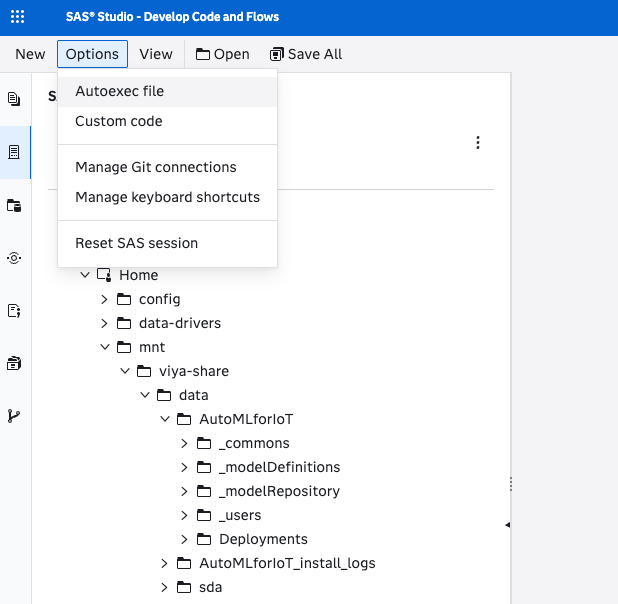 SAS® Studio - Develop Code and Flows
New Options View Open Save All
Autoexec file
Custom code
Manage Git connections
Manage keyboard shortcuts
Reset SAS session
Home
config
data-drivers
mnt
viya-share
data
AutoMLforIoT
_commons
_modelDefinitions
_modelRepository
_users
Deployments
AutoMLforIoT_install_logs
sda